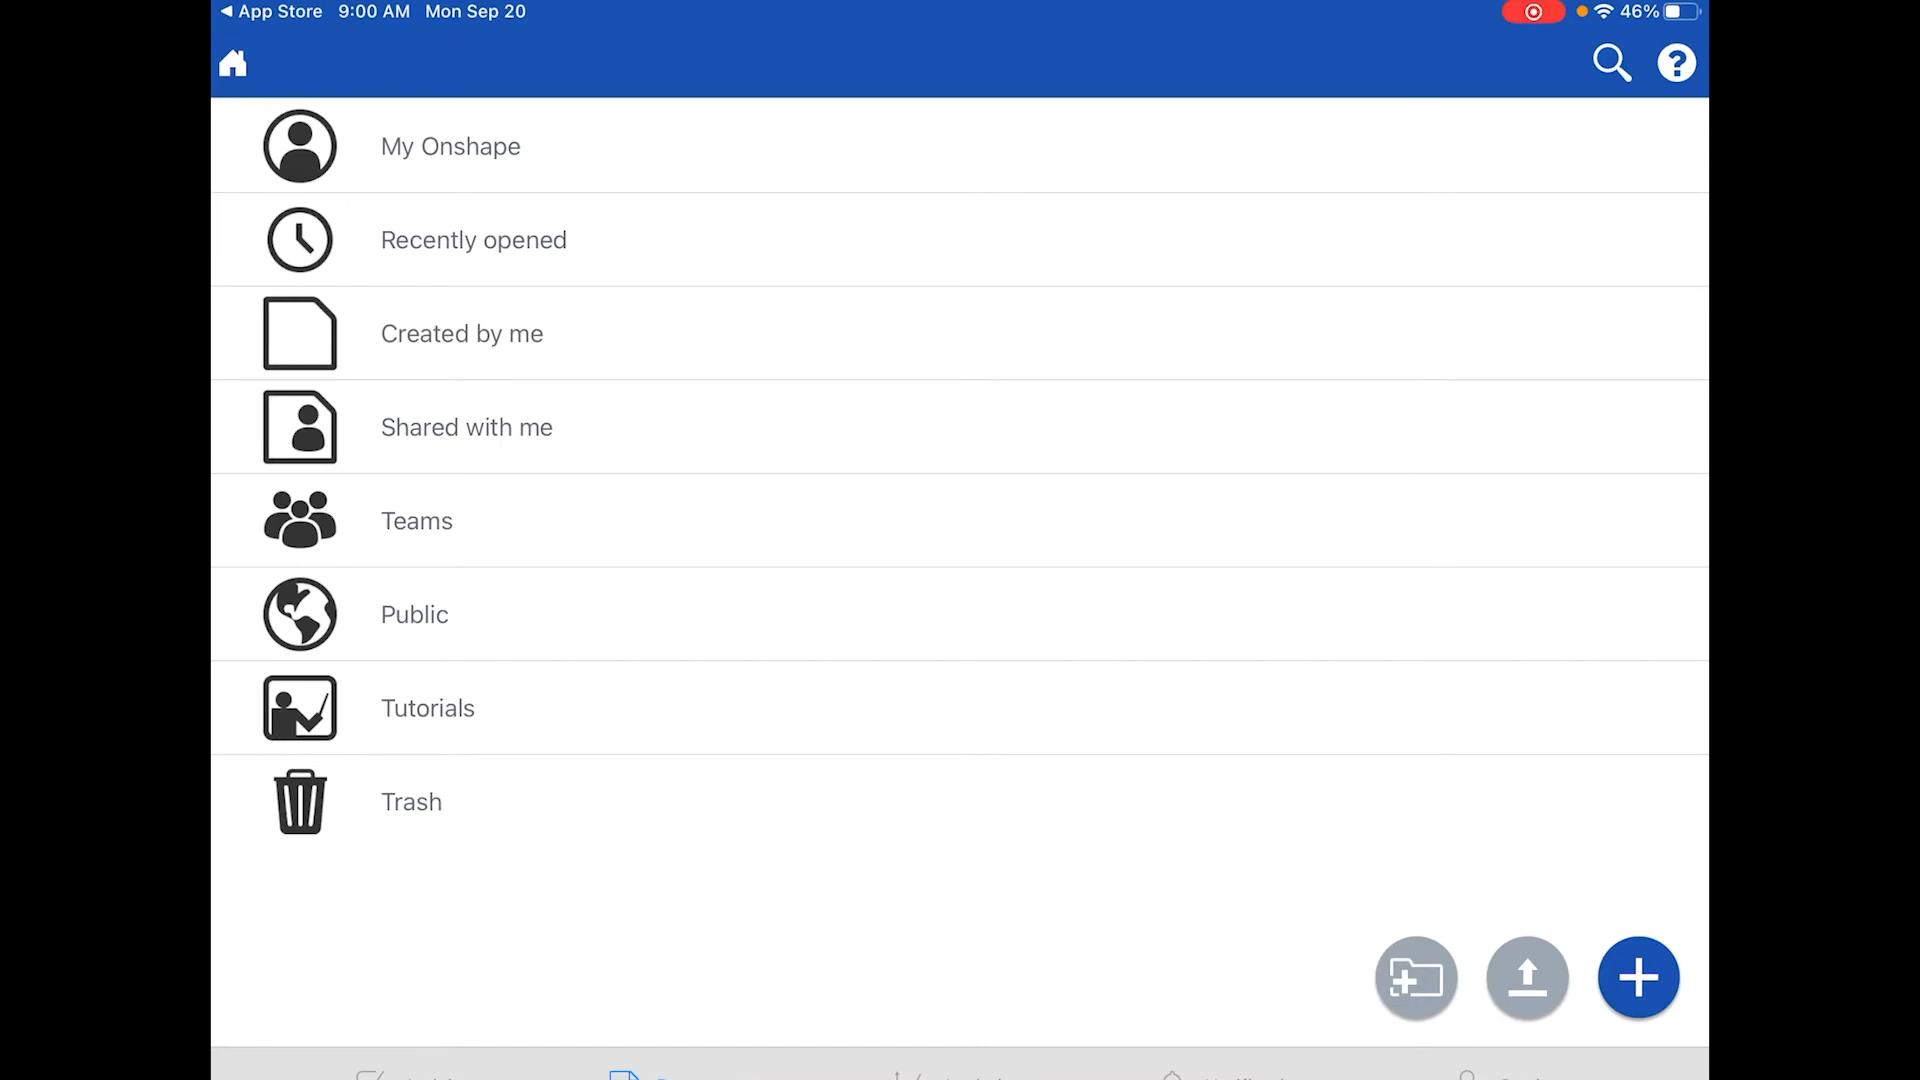 App Store 9:00 AM Mon Sep 20 46%
My Onshape
Recently opened
Created by me
Shared with me
Teams
Public
Tutorials
Trash